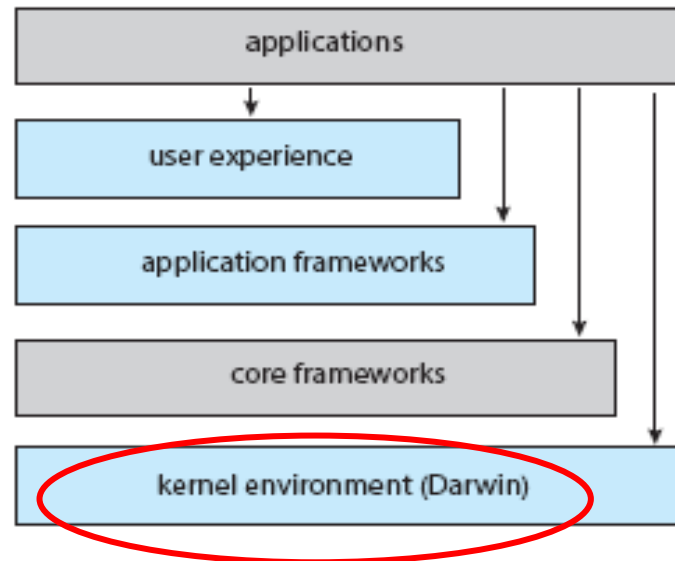 applications
user experience
application frameworks
core frameworks
kernel environment (Darwin)